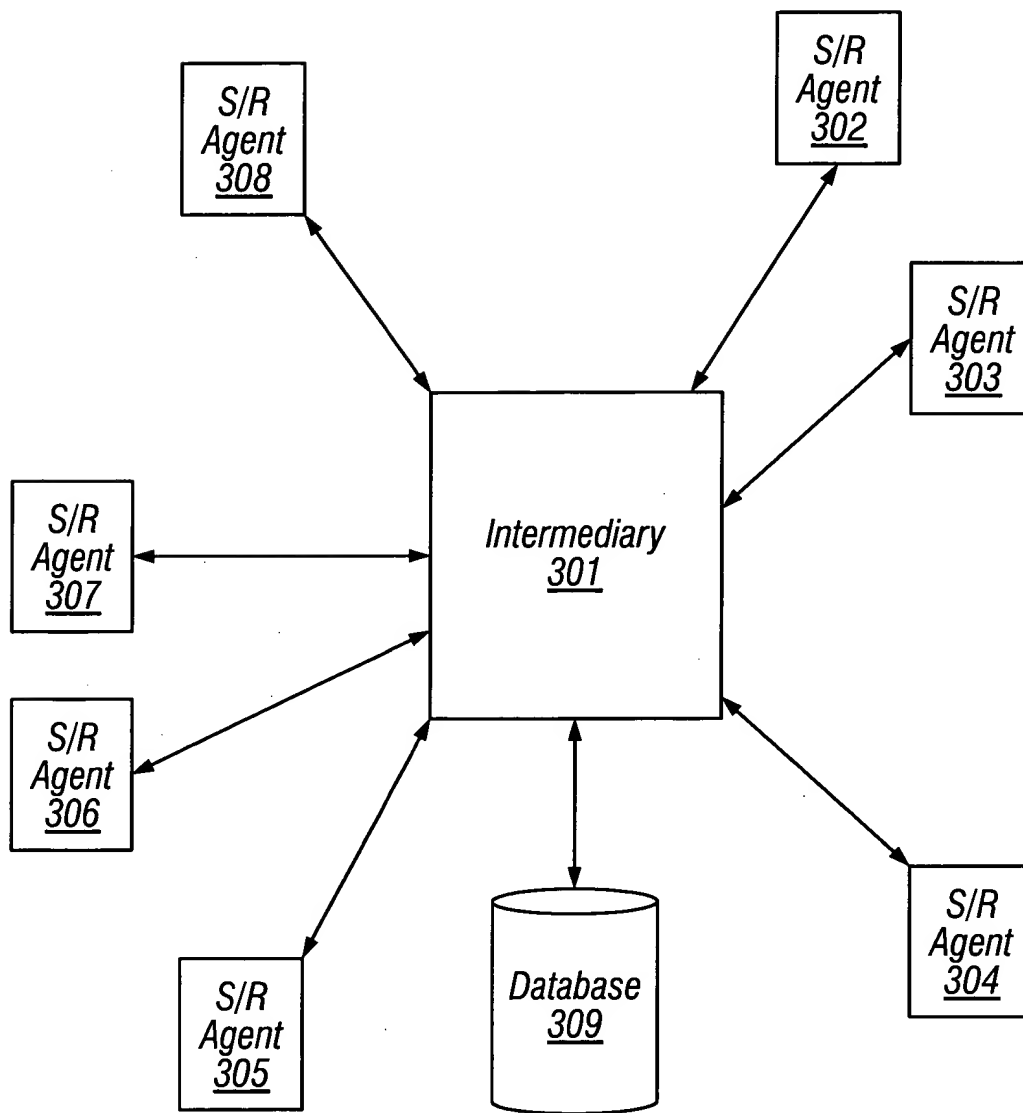 S/R
Agent
308
S/R
Agent
302
S/R
Agent
303
Intermediary
301
S/R
Agent
307
S/R
Agent
306
S/R
Agent
305
Database
309
S/R
Agent
304